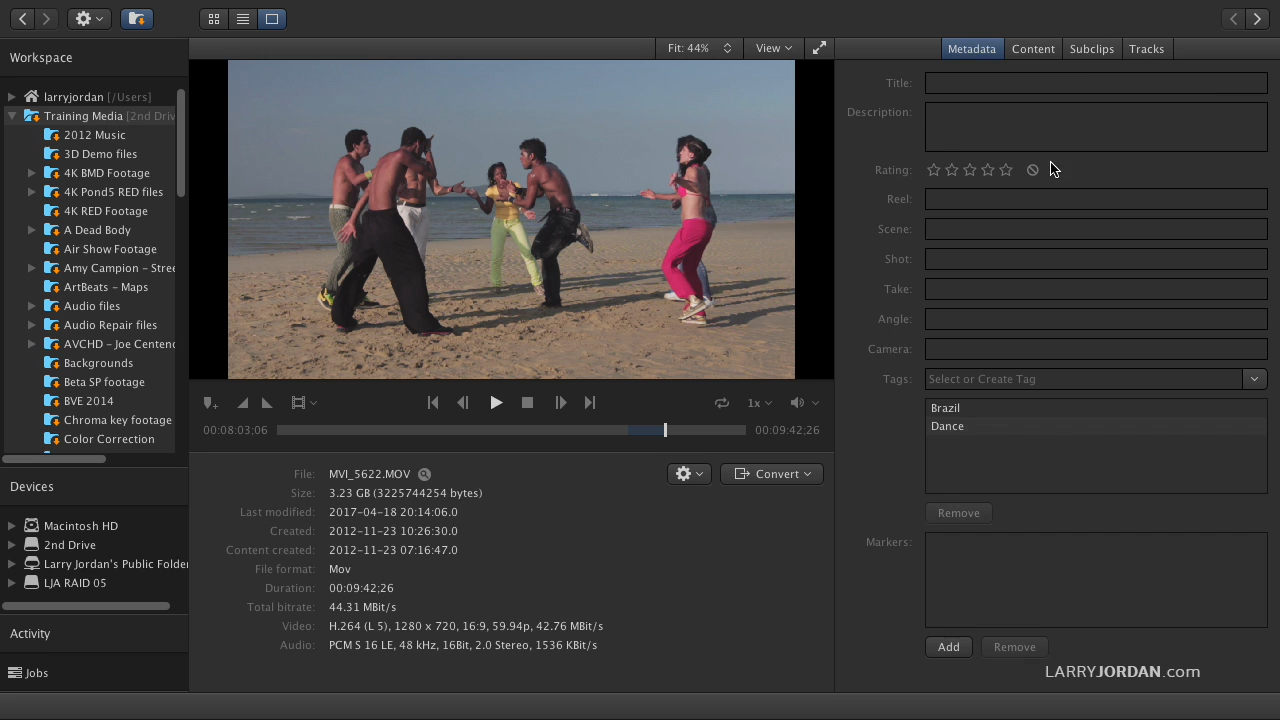 Fit: 44%
View
Metadata
Content
Subclips
Tracks
Workspace
larryjordan [/Users]
Training Media [2nd Driv
2012 Music
3D Demo files
4K BMD Footage
4K Pond5 RED files
4K RED Footage
A Dead Body
Air Show Footage
Amy Campion – Stree
ArtBeats – Maps
Audio files
Audio Repair files
AVCHD – Joe Centeno
Backgrounds
Beta SP footage
BVE 2014
Chroma key footage
Color Correction
Devices
Macintosh HD
2nd Drive
Larry Jordan's Public Folder
LJA RAID 05
Activity
Jobs
1x
00:08:03;06
00:09:42;26
File: MVI_5622.MOV
Convert
Size: 3.23 GB (3225744254 bytes)
Last modified: 2017-04-18 20:14:06.0
Created: 2012-11-23 10:26:30.0
Content created: 2012-11-23 07:16:47.0
File format: Mov
Duration: 00:09:42;26
Total bitrate: 44.31 MBit/s
Video: H.264 (L 5), 1280 x 720, 16:9, 59.94p, 42.76 MBit/s
Audio: PCM S 16 LE, 48 kHz, 16Bit, 2.0 Stereo, 1536 KBit/s
Title:
Description:
Rating:
Reel:
Scene:
Shot:
Take:
Angle:
Camera:
Tags: Select or Create Tag
Brazil
Dance
Remove
Markers:
Add
Remove
LARRYJORDAN.com